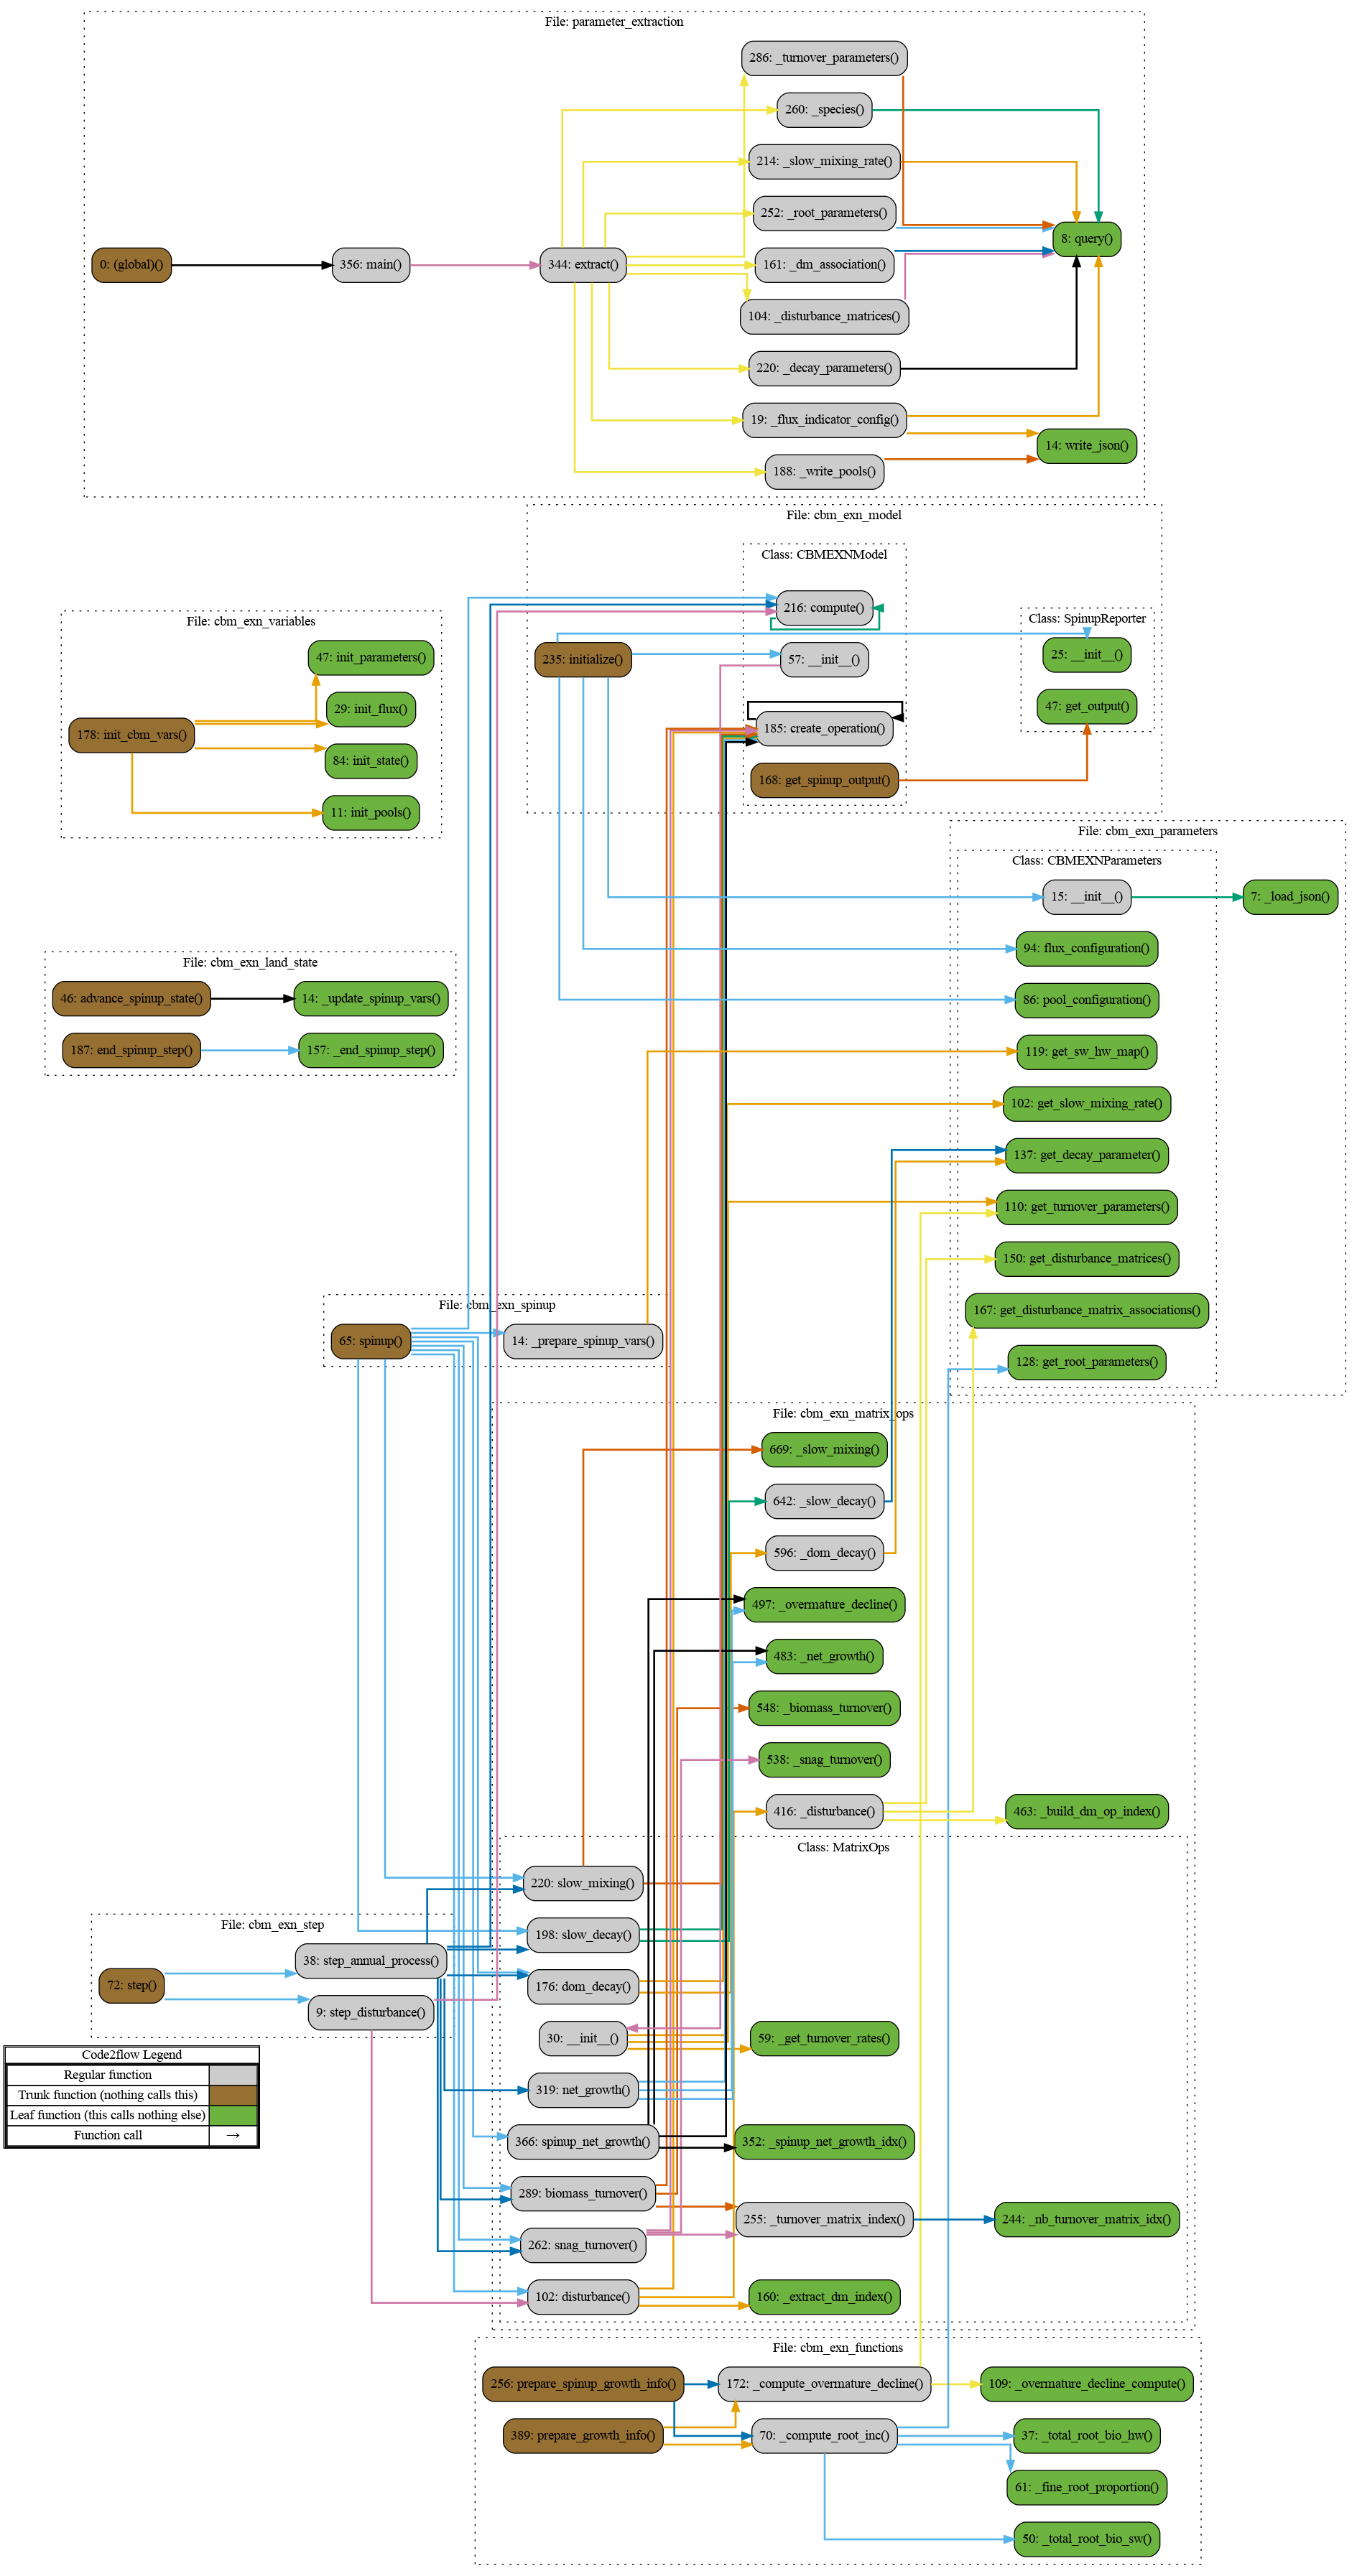 File: parameter_extraction
286: _turnover_parameters()
260: _species()
214: _slow_mixing_rate()
252: _root_parameters()
8: query()
0: (global)()
356: main()
344: extract()
161: _dm_association()
104: _disturbance_matrices()
220: _decay_parameters()
19: _flux_indicator_config()
14: write_json()
188: _write_pools()
File: cbm_exn_model
Class: CBMEXNModel
216: compute()
235: initialize()
57: __init__()
185: create_operation()
168: get_spinup_output()
Class: SpinupReporter
25: __init__()
47: get_output()
File: cbm_exn_variables
47: init_parameters()
29: init_flux()
178: init_cbm_vars()
84: init_state()
11: init_pools()
File: cbm_exn_parameters
Class: CBMEXNParameters
15: __init__()
7: _load_json()
94: flux_configuration()
86: pool_configuration()
119: get_sw_hw_map()
102: get_slow_mixing_rate()
137: get_decay_parameter()
110: get_turnover_parameters()
150: get_disturbance_matrices()
167: get_disturbance_matrix_associations()
128: get_root_parameters()
File: cbm_exn_land_state
46: advance_spinup_state()
14: _update_spinup_vars()
187: end_spinup_step()
157: _end_spinup_step()
File: cbm_exn_spinup
65: spinup()
14: _prepare_spinup_vars()
File: cbm_exn_matrix_ops
669: _slow_mixing()
642: _slow_decay()
596: _dom_decay()
497: _overmature_decline()
483: _net_growth()
548: _biomass_turnover()
538: _snag_turnover()
416: _disturbance()
463: _build_dm_op_index()
Class: MatrixOps
220: slow_mixing()
198: slow_decay()
176: dom_decay()
30: __init__()
59: _get_turnover_rates()
319: net_growth()
366: spinup_net_growth()
352: _spinup_net_growth_idx()
289: biomass_turnover()
255: _turnover_matrix_index()
244: _nb_turnover_matrix_idx()
262: snag_turnover()
102: disturbance()
160: _extract_dm_index()
File: cbm_exn_step
38: step_annual_process()
72: step()
9: step_disturbance()
Code2flow Legend
Regular function
Trunk function (nothing calls this)
Leaf function (this calls nothing else)
Function call →
File: cbm_exn_functions
256: prepare_spinup_growth_info()
172: _compute_overmature_decline()
109: _overmature_decline_compute()
389: prepare_growth_info()
70: _compute_root_inc()
37: _total_root_bio_hw()
61: _fine_root_proportion()
50: _total_root_bio_sw()